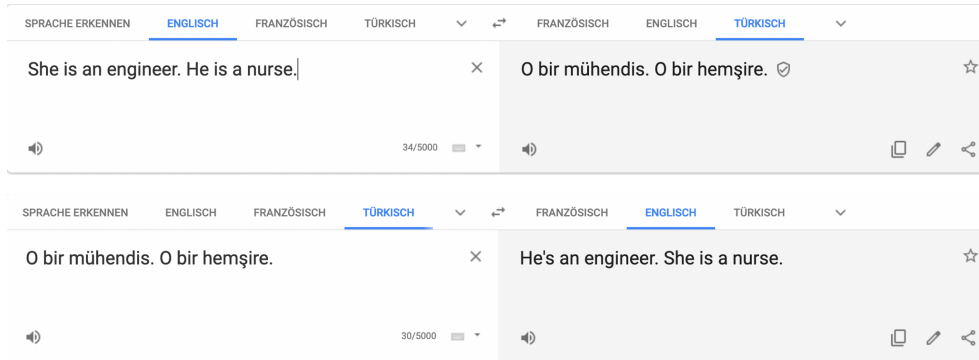 SPRACHE ERKENNEN ENGLISCH FRANZÖSISCH TÜRKISCH FRANZÖSISCH ENGLISCH TÜRKISCH
She is an engineer. He is a nurse. O bir mühendis. O bir hemşire.
34/5000
SPRACHE ERKENNEN ENGLISCH FRANZÖSISCH TÜRKISCH FRANZÖSISCH ENGLISCH TÜRKISCH
O bir mühendis. O bir hemşire. He's an engineer. She is a nurse.
30/5000